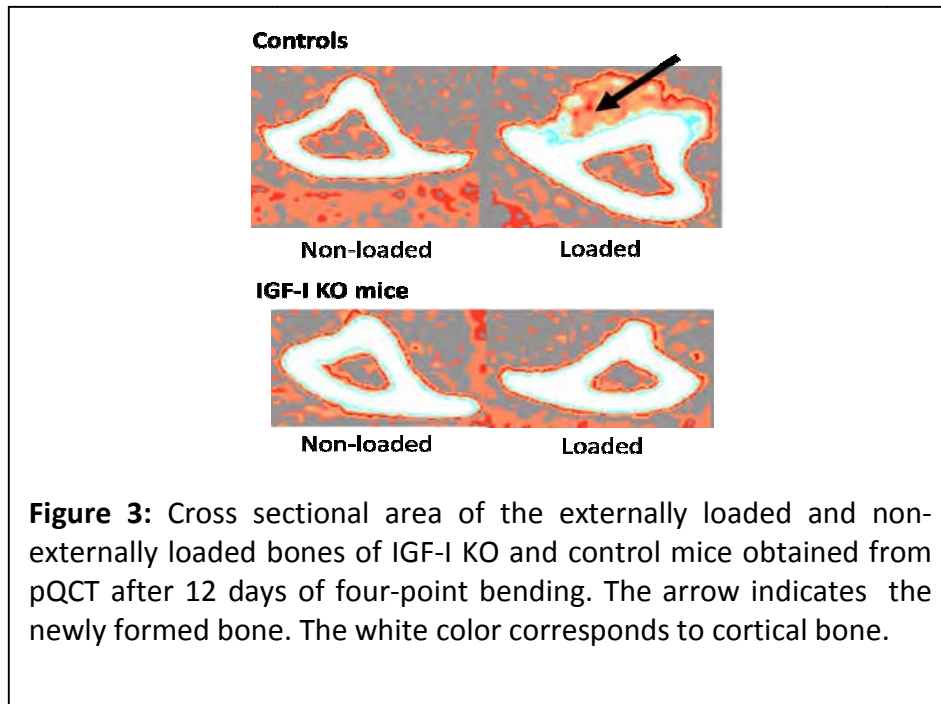 Controls
Non-loaded
Loaded
IGF-I KO mice
Non-loaded
Loaded
Figure 3: Cross sectional area of the externally loaded and non-
externally loaded bones of IGF-I KO and control mice obtained from
pQCT after 12 days of four-point bending. The arrow indicates the
newly formed bone. The white color corresponds to cortical bone.